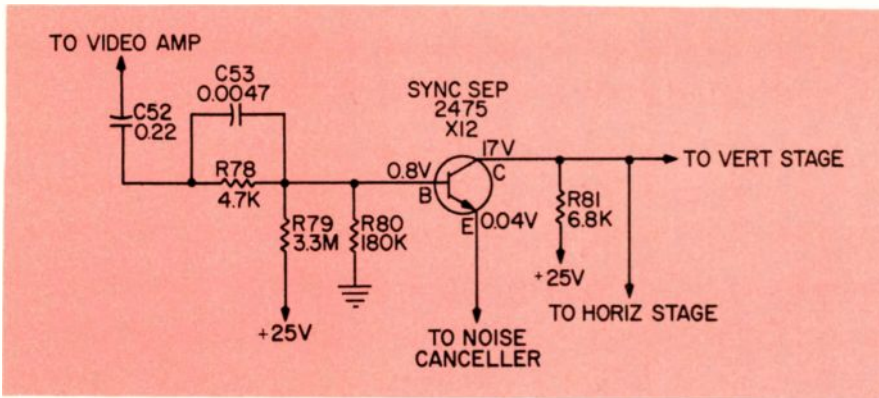 TO VIDEO AMP
C53
0.0047
C52
0.22
R78
4.7K
SYNC SEP
2475
X12
17V
0.8V
B
C
E
0.04V
TO VERT STAGE
R79
3.3M
R80
180K
R81
6.8K
+25V
+25V
TO HORIZ STAGE
TO NOISE
CANCELLER